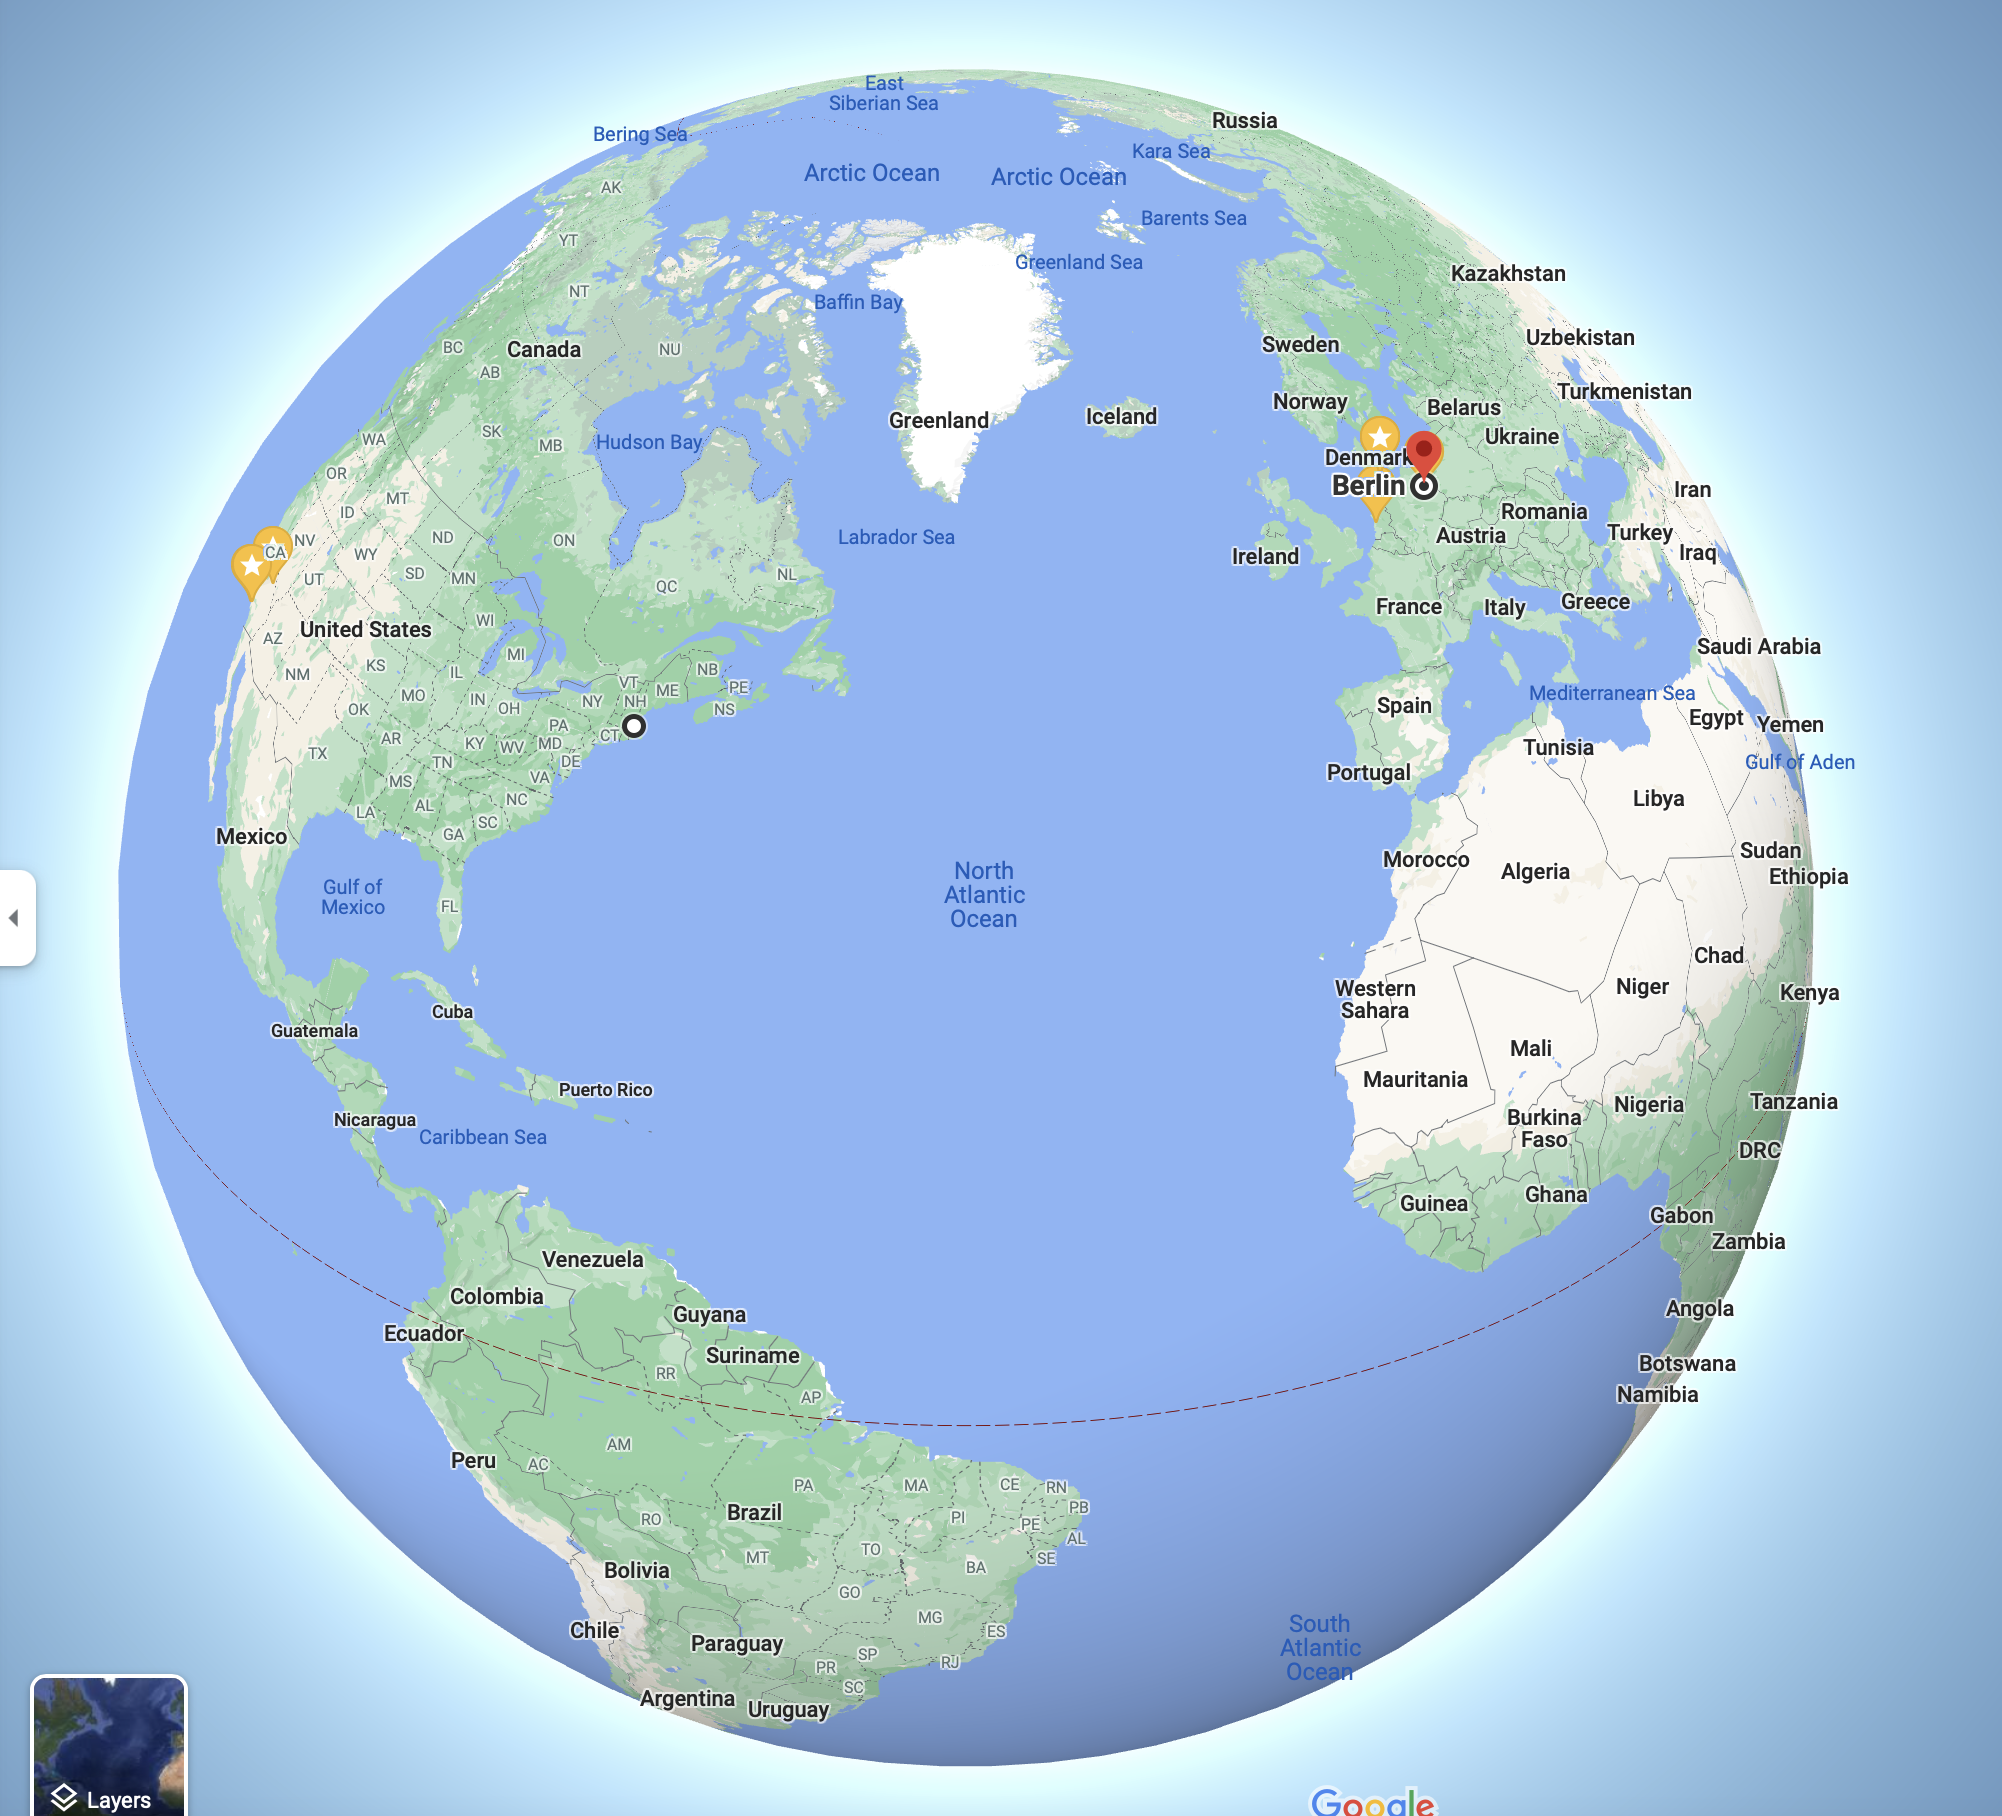 East
Siberian Sea
Russia
Bering Sea
Kara Sea
Arctic Ocean
Arctic Ocean
AK
Barents Sea
YT
Greenland Sea
Kazakhstan
NT
Baffin Bay
Uzbekistan
Sweden
BC
Canada
NU
AB
Turkmenistan
Norway
Belarus
Greenland
Iceland
SK
Ukraine
WA
MB
Hudson Bay
Denmark
OR
Berlin
Iran
MT
ID
Romania
Labrador Sea
Turkey
NV
ND
ON
Austria
CA
WY
Ireland
Iraq
UT
SD
MN
QC
NL
France
Italy
Greece
WI
United States
AZ
Saudi Arabia
MI
KS
IL
NB
NM
VT
ME
PE
Mediterranean Sea
MO
IN
OH
NY
NH
Spain
OK
NS
Egypt
Yemen
PA
CT
AR
KY
WV
MD
Tunisia
TX
TN
DE
Gulf of Aden
Portugal
MS
VA
AL
NC
Libya
LA
SC
Mexico
GA
Sudan
Morocco
Algeria
Ethiopia
North
Atlantic
Ocean
Gulf of
Mexico
FL
Chad
Western
Sahara
Niger
Kenya
Cuba
Guatemala
Mali
Mauritania
Puerto Rico
Nigeria
Tanzania
Nicaragua
Burkina
Faso
Caribbean Sea
DRC
Guinea
Ghana
Gabon
Zambia
Venezuela
Colombia
Guyana
Angola
Ecuador
Suriname
Botswana
RR
AP
Namibia
AM
Peru
AC
PA
MA
CE
RN
Brazil
RO
PI
PE
PB
AL
MT
TO
SE
Bolivia
BA
GO
MG
Chile
ES
South
Atlantic
Ocean
Paraguay
SP
PR
RJ
SC
Argentina
Uruguay
Layers
Google